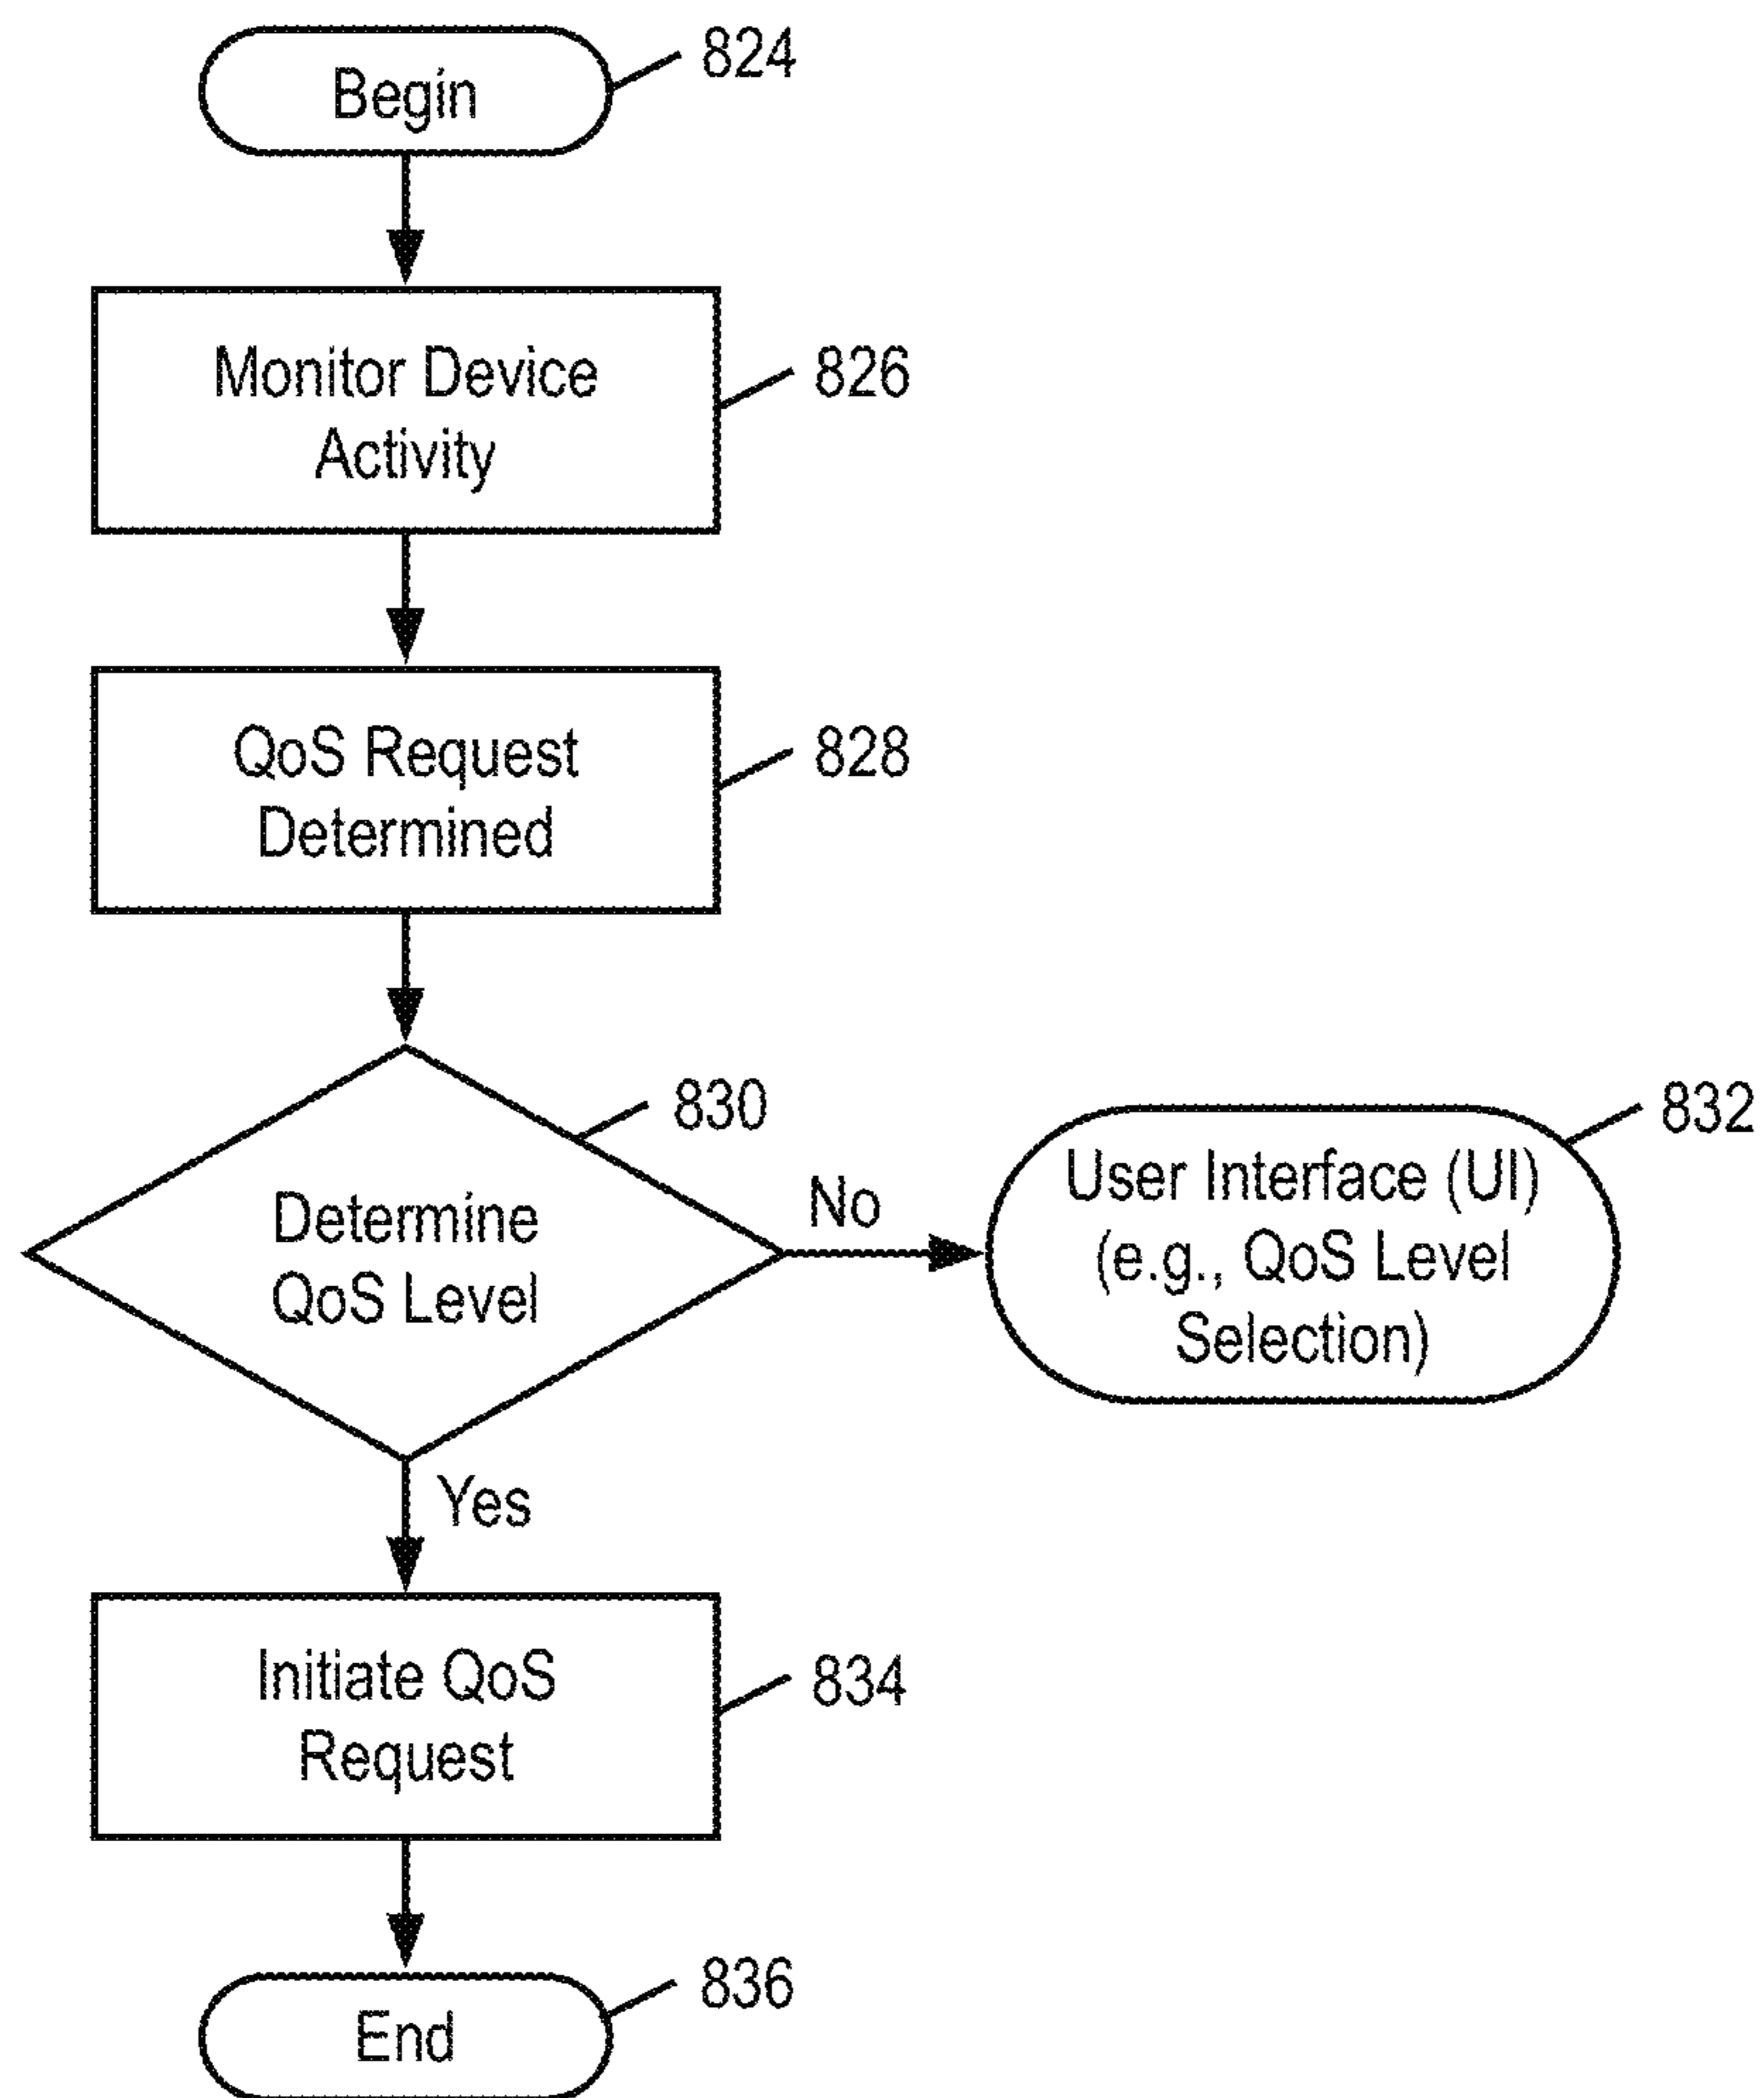 Begin
824
Monitor Device
Activity
826
QoS Request
Determined
828
830
Determine
QoS Level
No
User Interface (UI)
(e.g., QoS Level
Selection)
832
Yes
Initiate QoS
Request
834
End
836